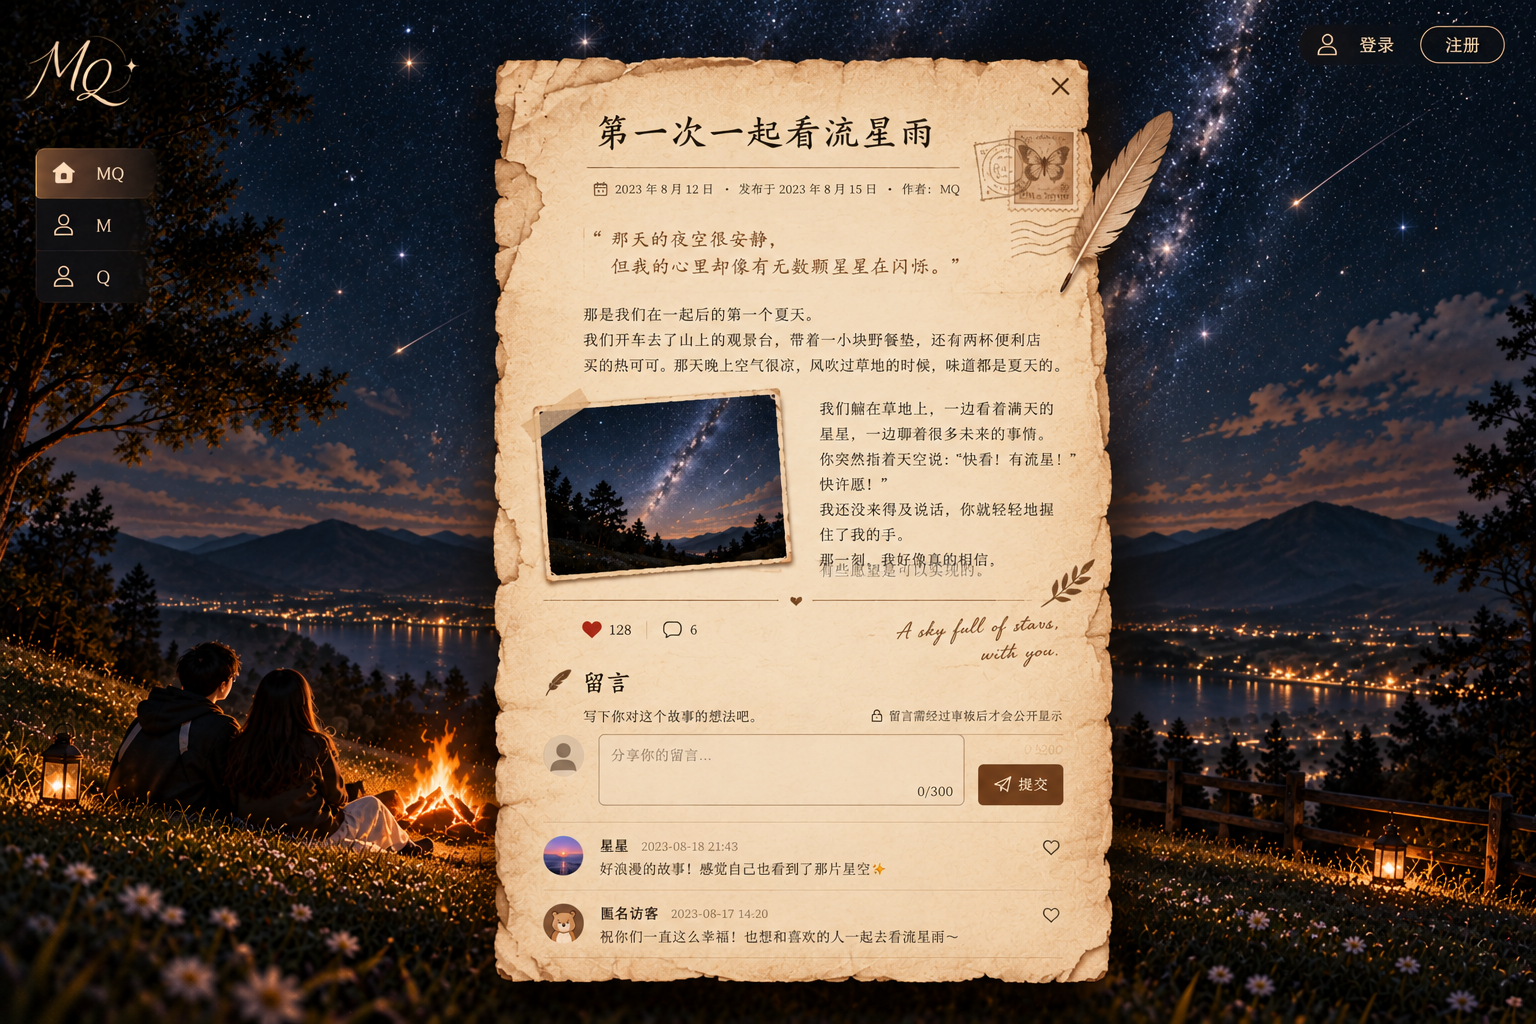 MQ
登录
注册
MQ
M
Q
第一次一起看流星雨
2023 年 8 月 12 日 · 发布于 2023 年 8 月 15 日 · 作者：MQ
“ 那天的夜空很安静，
但我的心里却像有无数颗星星在闪烁。”
那是我们在一起后的第一个夏天。
我们开车去了山上的观景台，带着一小块野餐垫，还有两杯便利店
买的热可可。那天晚上空气很凉，风吹过草地的时候，味道都是夏天的。
我们躺在草地上，一边看着满天的
星星，一边聊着很多未来的事情。
你突然指着天空说：“快看！有流星！”
快许愿！”
我还没来得及说话，你就轻轻地握
住了我的手。
那一刻，我好像真的相信，
有些愿望是可以实现的。
128
6
A sky full of stars,
with you.
留言
写下你对这个故事的想法吧。
留言需经过审核后才会公开显示
分享你的留言...
0/300
提交
星星 2023-08-18 21:43
好浪漫的故事！感觉自己也看到了那片星空✨
匿名访客 2023-08-17 14:20
祝你们一直这么幸福！也想和喜欢的人一起去看流星雨～